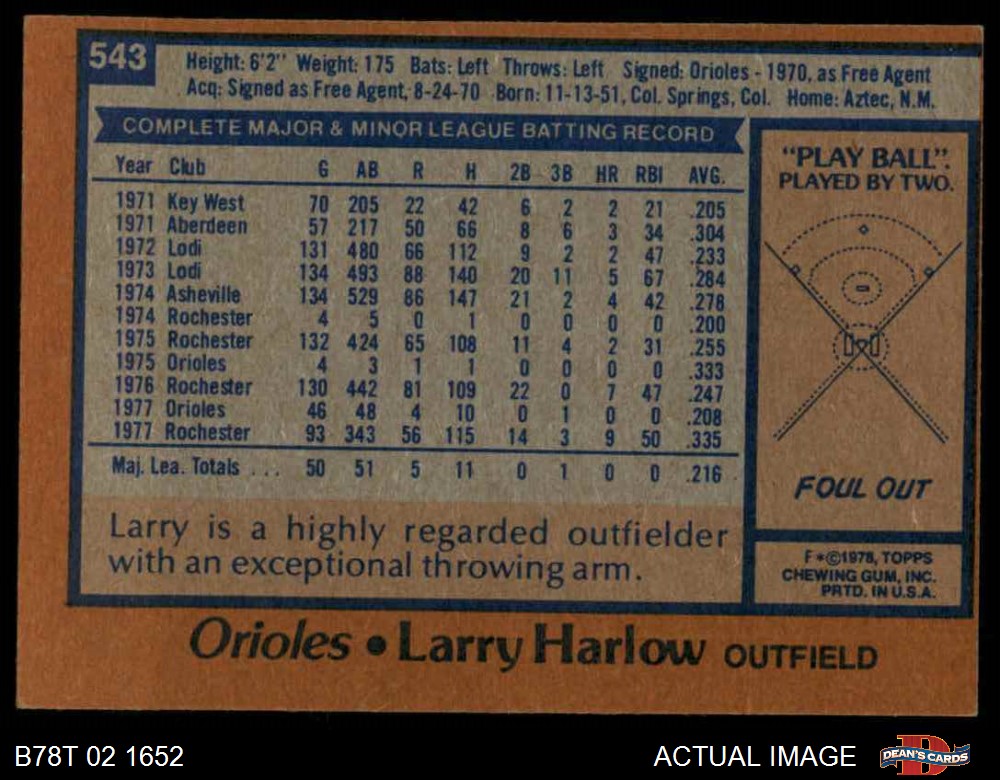 543
Height: 6'2" Weight: 175 Bats: Left Throws: Left Signed: Orioles - 1970, as Free Agent
Acq: Signed as Free Agent, 8-24-70 Born: 11-13-51, Col. Springs, Col. Home: Aztec, N.M.
COMPLETE MAJOR & MINOR LEAGUE BATTING RECORD
Year Club G AB R H 2B 3B HR RBI AVG.
1971 Key West 70 205 22 42 6 2 2 21 .205
1971 Aberdeen 57 217 50 66 8 6 3 34 .304
1972 Lodi 131 480 66 112 9 2 2 47 .233
1973 Lodi 134 493 88 140 20 11 5 67 .284
1974 Asheville 134 529 86 147 21 2 4 42 .278
1974 Rochester 4 5 0 1 0 0 0 0 .200
1975 Rochester 132 424 65 108 11 4 2 31 .255
1975 Orioles 4 3 1 1 0 0 0 0 .333
1976 Rochester 130 442 81 109 22 0 7 47 .247
1977 Orioles 46 48 4 10 0 1 0 0 .208
1977 Rochester 93 343 56 115 14 3 9 50 .335
Maj. Lea. Totals . . . 50 51 5 11 0 1 0 0 .216
Larry is a highly regarded outfielder
with an exceptional throwing arm.
"PLAY BALL".
PLAYED BY TWO.
FOUL OUT
F*©1978, TOPPS
CHEWING GUM, INC.
PRTD. IN U.S.A.
Orioles • Larry Harlow OUTFIELD
B78T 02 1652
ACTUAL IMAGE
DEAN'S CARDS